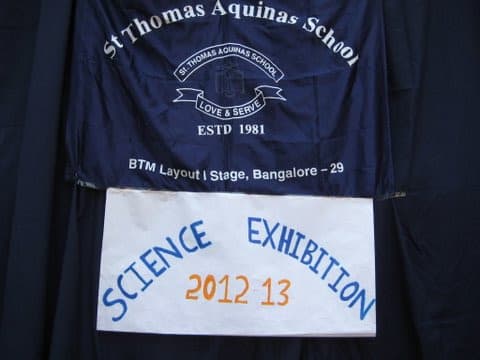 St Thomas Aquinas School
ST. THOMAS AQUINAS SCHOOL
LOVE & SERVE
ESTD 1981
BTM Layout I Stage, Bangalore – 29
SCIENCE EXHIBITION
2012 13